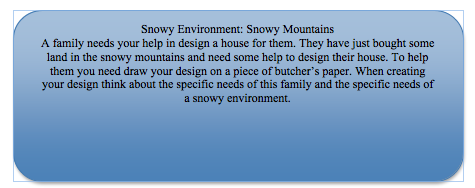 Snowy Environment: Snowy Mountains
A family needs your help in design a house for them. They have just bought some
land in the snowy mountains and need some help to design their house. To help
them you need draw your design on a piece of butcher's paper. When creating
your design think about the specific needs of this family and the specific needs of
a snowy environment.